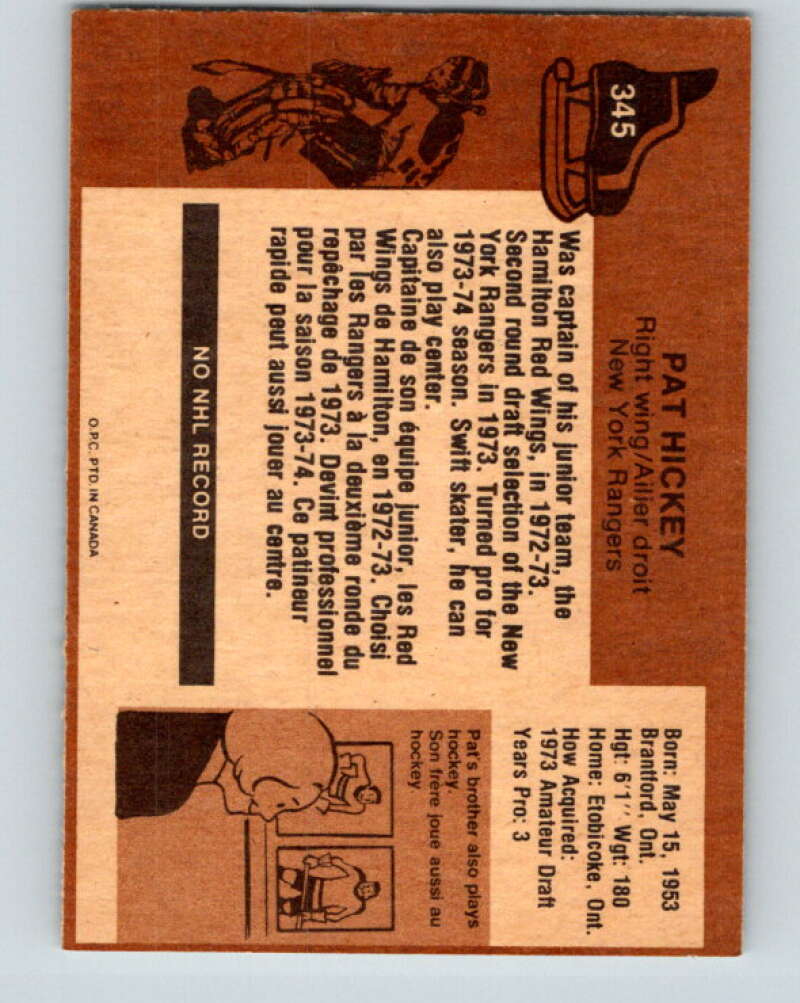 345
PAT HICKEY
Right wing/Ailier droit
New York Rangers
Was captain of his junior team, the
Hamilton Red Wings, in 1972-73.
Second round draft selection of the New
York Rangers in 1973. Turned pro for
1973-74 season. Swift skater, he can
also play center.
Capitaine de son équipe junior, les Red
Wings de Hamilton, en 1972-73. Choisi
par les Rangers à la deuxième ronde du
repêchage de 1973. Devint professionnel
pour la saison 1973-74. Ce patineur
rapide peut aussi jouer au centre.
NO NHL RECORD
O.P.C. PTD. IN CANADA
Born: May 15, 1953
Brantford, Ont.
Hgt: 6'1'' Wgt: 180
Home: Etobicoke, Ont.
How Acquired:
1973 Amateur Draft
Years Pro: 3
Pat's brother also plays
hockey.
Son frère joue aussi au
hockey